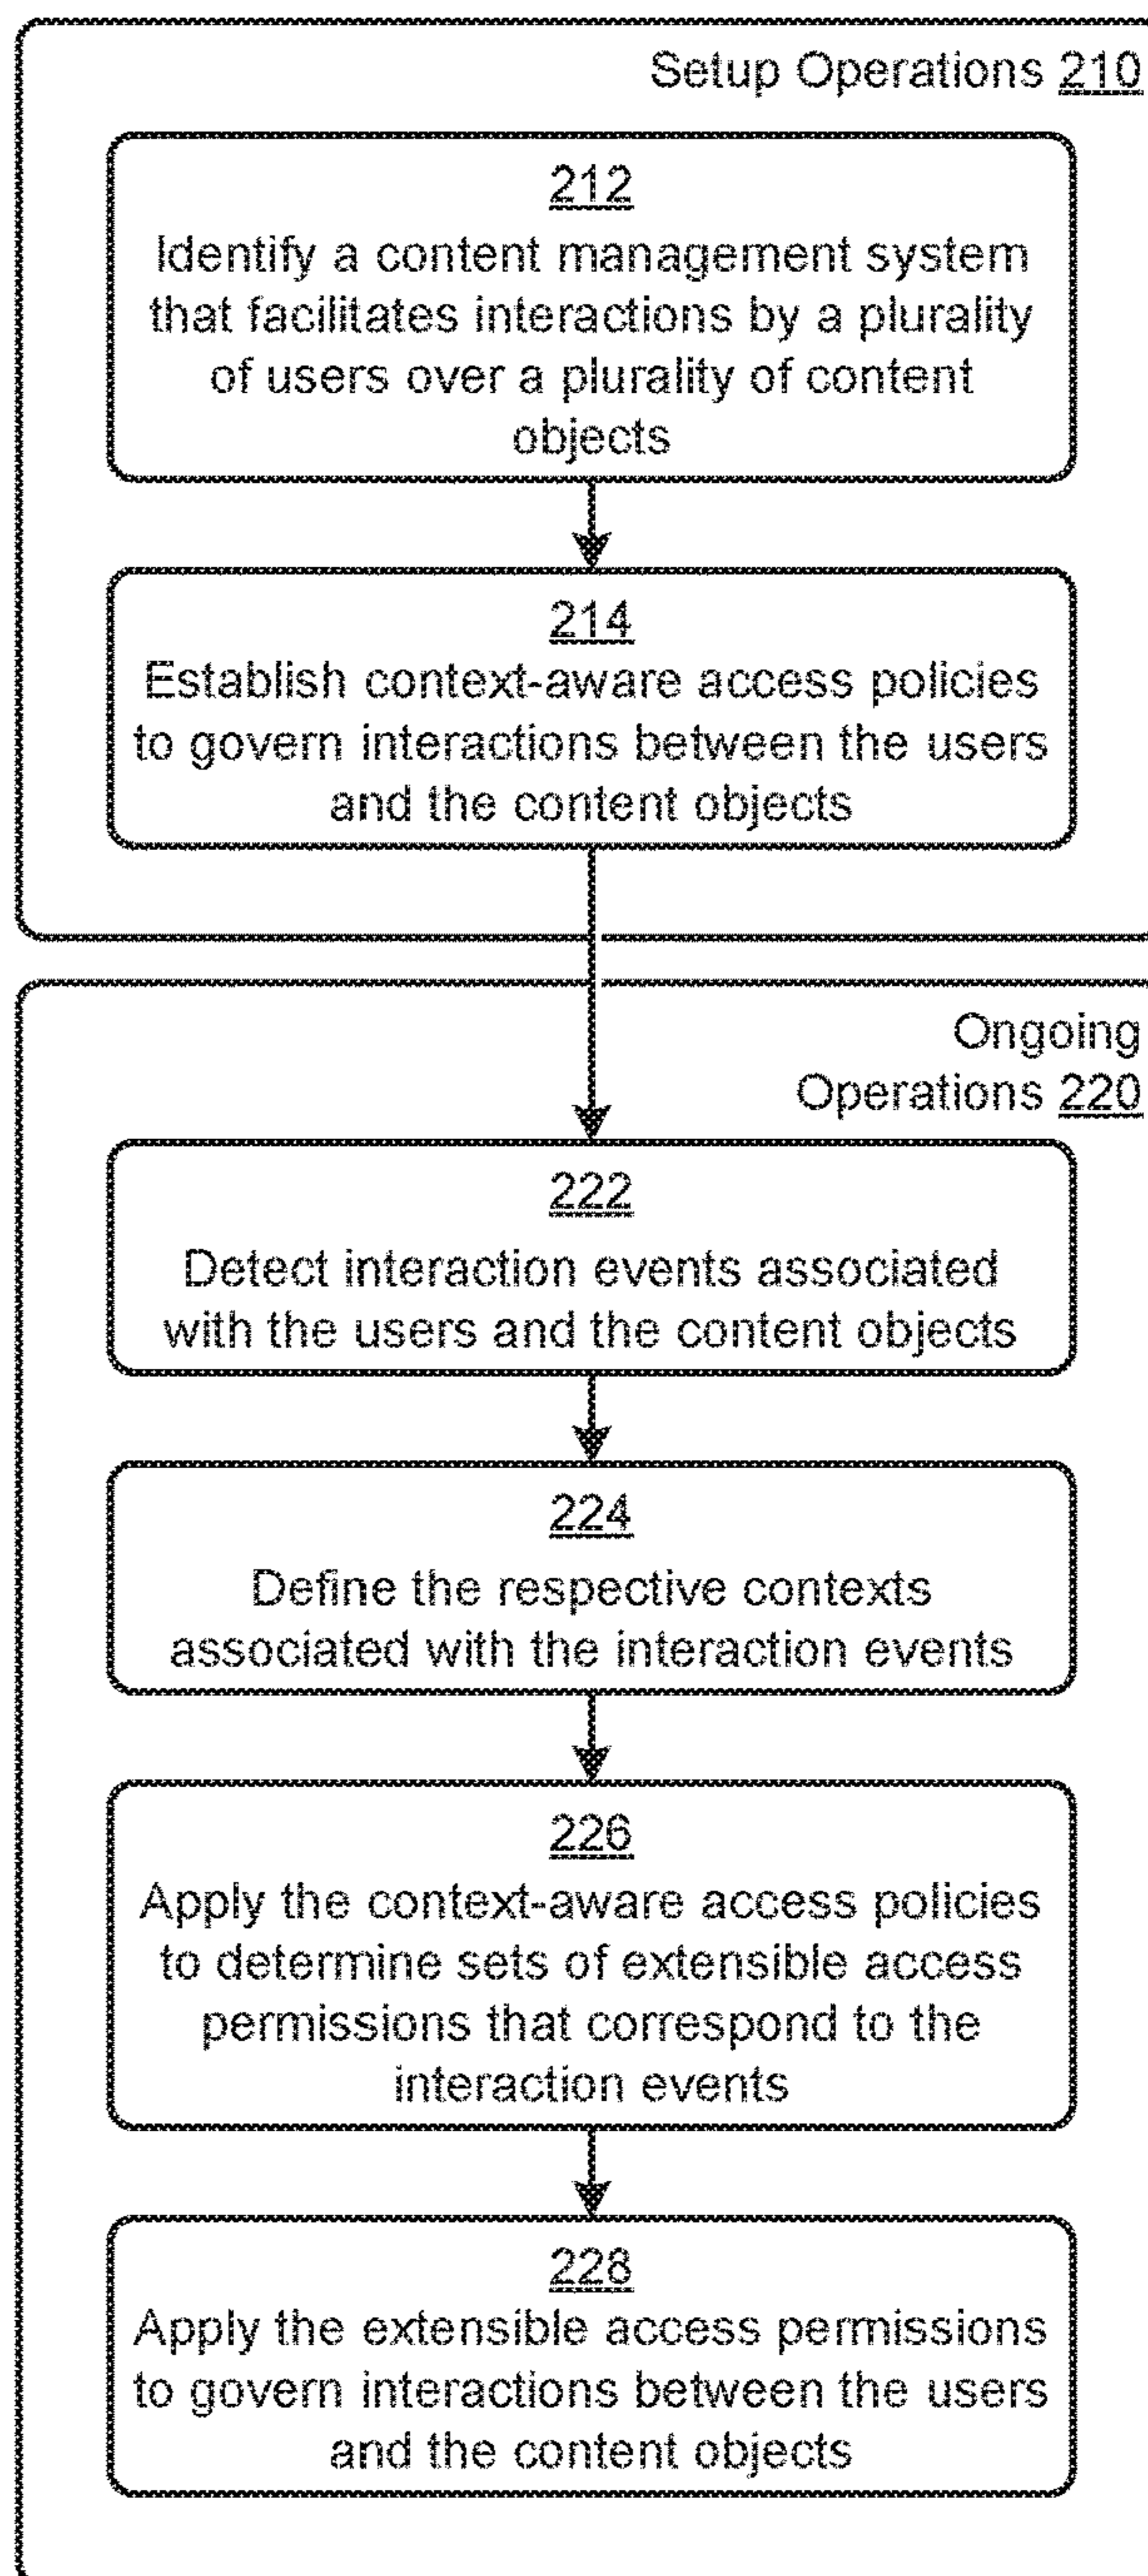 Setup Operations 210
212
Identify a content management system
that facilitates interactions by a plurality
of users over a plurality of content
objects
214
Establish context-aware access policies
to govern interactions between the users
and the content objects
Ongoing
Operations 220
222
Detect interaction events associated
with the users and the content objects
224
Define the respective contexts
associated with the interaction events
226
Apply the context-aware access policies
to determine sets of extensible access
permissions that correspond to the
interaction events
228
Apply the extensible access permissions
to govern interactions between the users
and the content objects